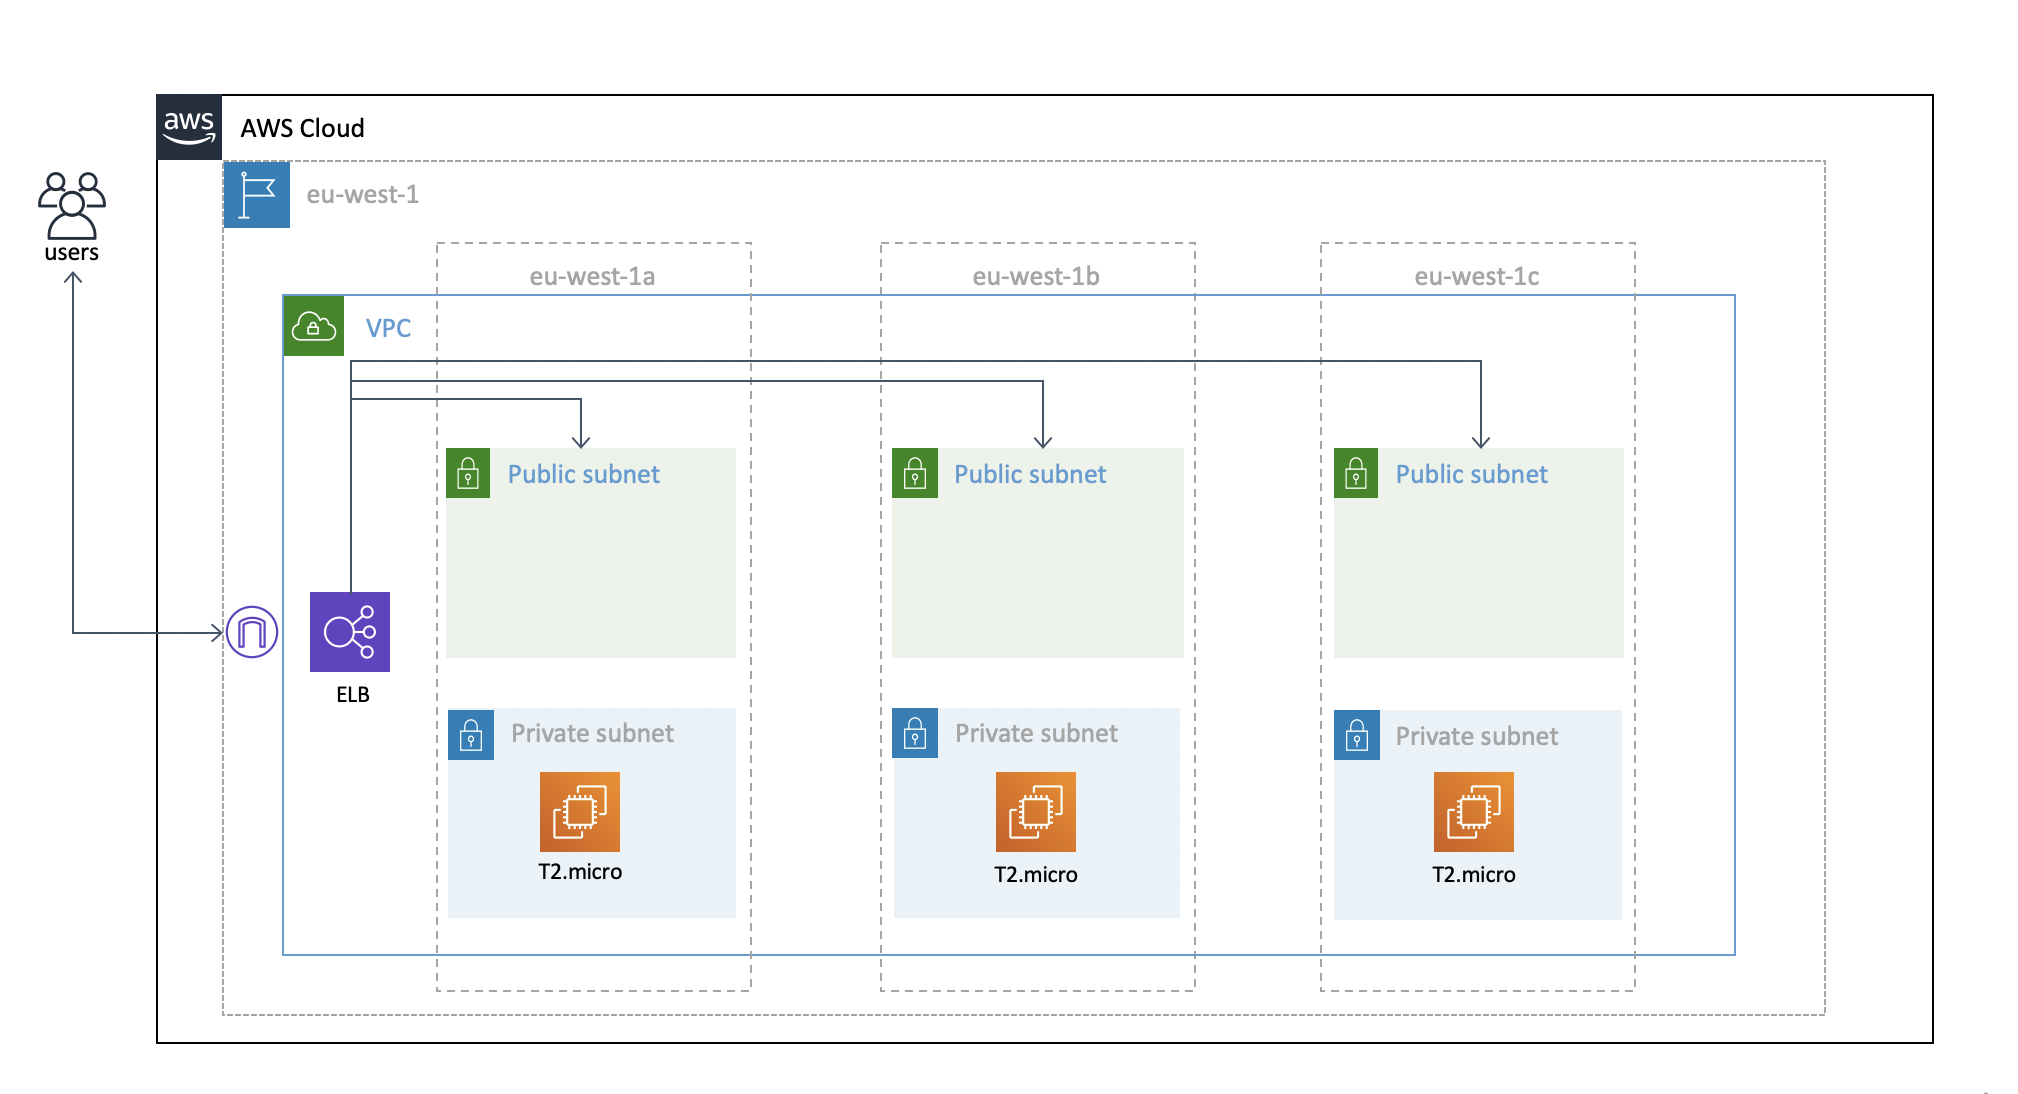 aws
AWS Cloud
eu-west-1
users
eu-west-1a
eu-west-1b
eu-west-1c
VPC
Public subnet
Public subnet
Public subnet
ELB
Private subnet
Private subnet
Private subnet
T2.micro
T2.micro
T2.micro